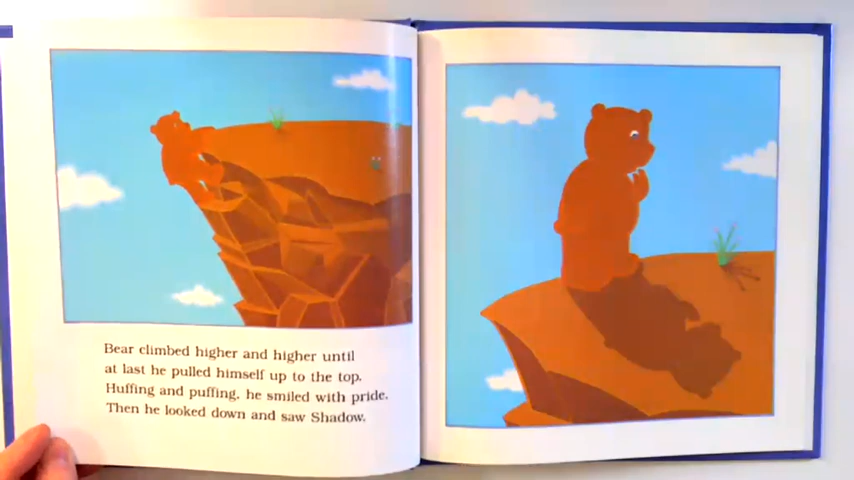 Bear climbed higher and higher until
at last he pulled himself up to the top.
Huffing and puffing, he smiled with pride.
Then he looked down and saw Shadow.